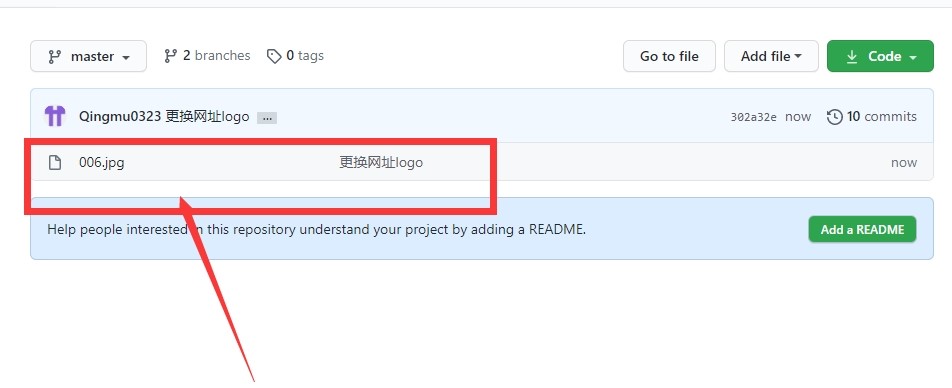 master 2 branches 0 tags Go to file Add file Code
Qingmu0323 更换网址logo ... 302a32e now 10 commits
006.jpg 更换网址logo now
Help people interested in this repository understand your project by adding a README. Add a README